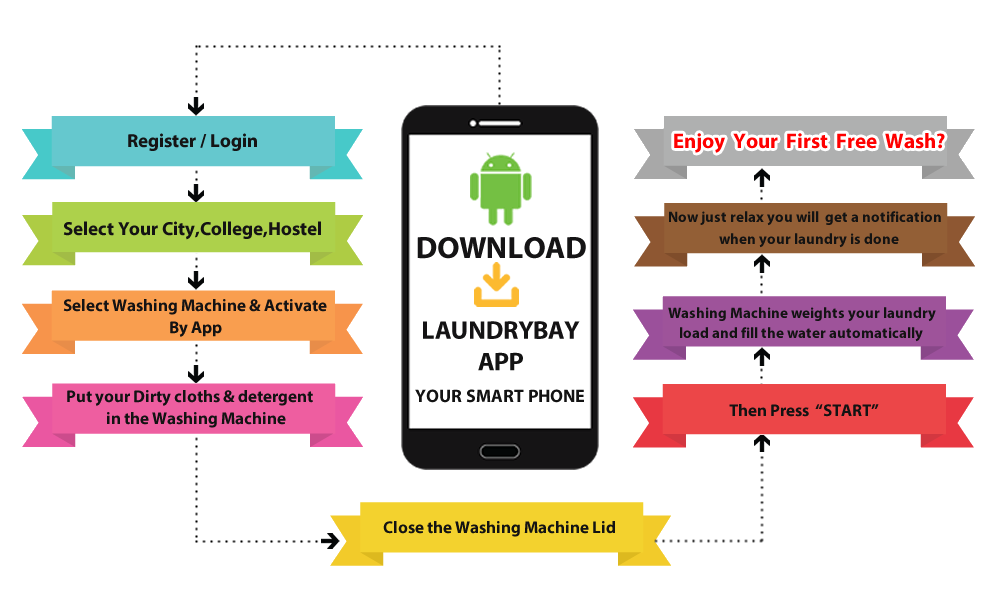 DOWNLOAD
LAUNDRYBAY
APP
YOUR SMART PHONE
Register / Login
Select Your City,College,Hostel
Select Washing Machine & Activate
By App
Put your Dirty cloths & detergent
in the Washing Machine
Close the Washing Machine Lid
Then Press “START”
Washing Machine weights your laundry
load and fill the water automatically
Now just relax you will get a notification
when your laundry is done
Enjoy Your First Free Wash?